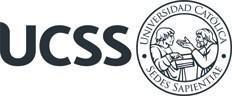 UCSS
UNIVERSIDAD CATÓLICA
SEDES SAPIENTIAE